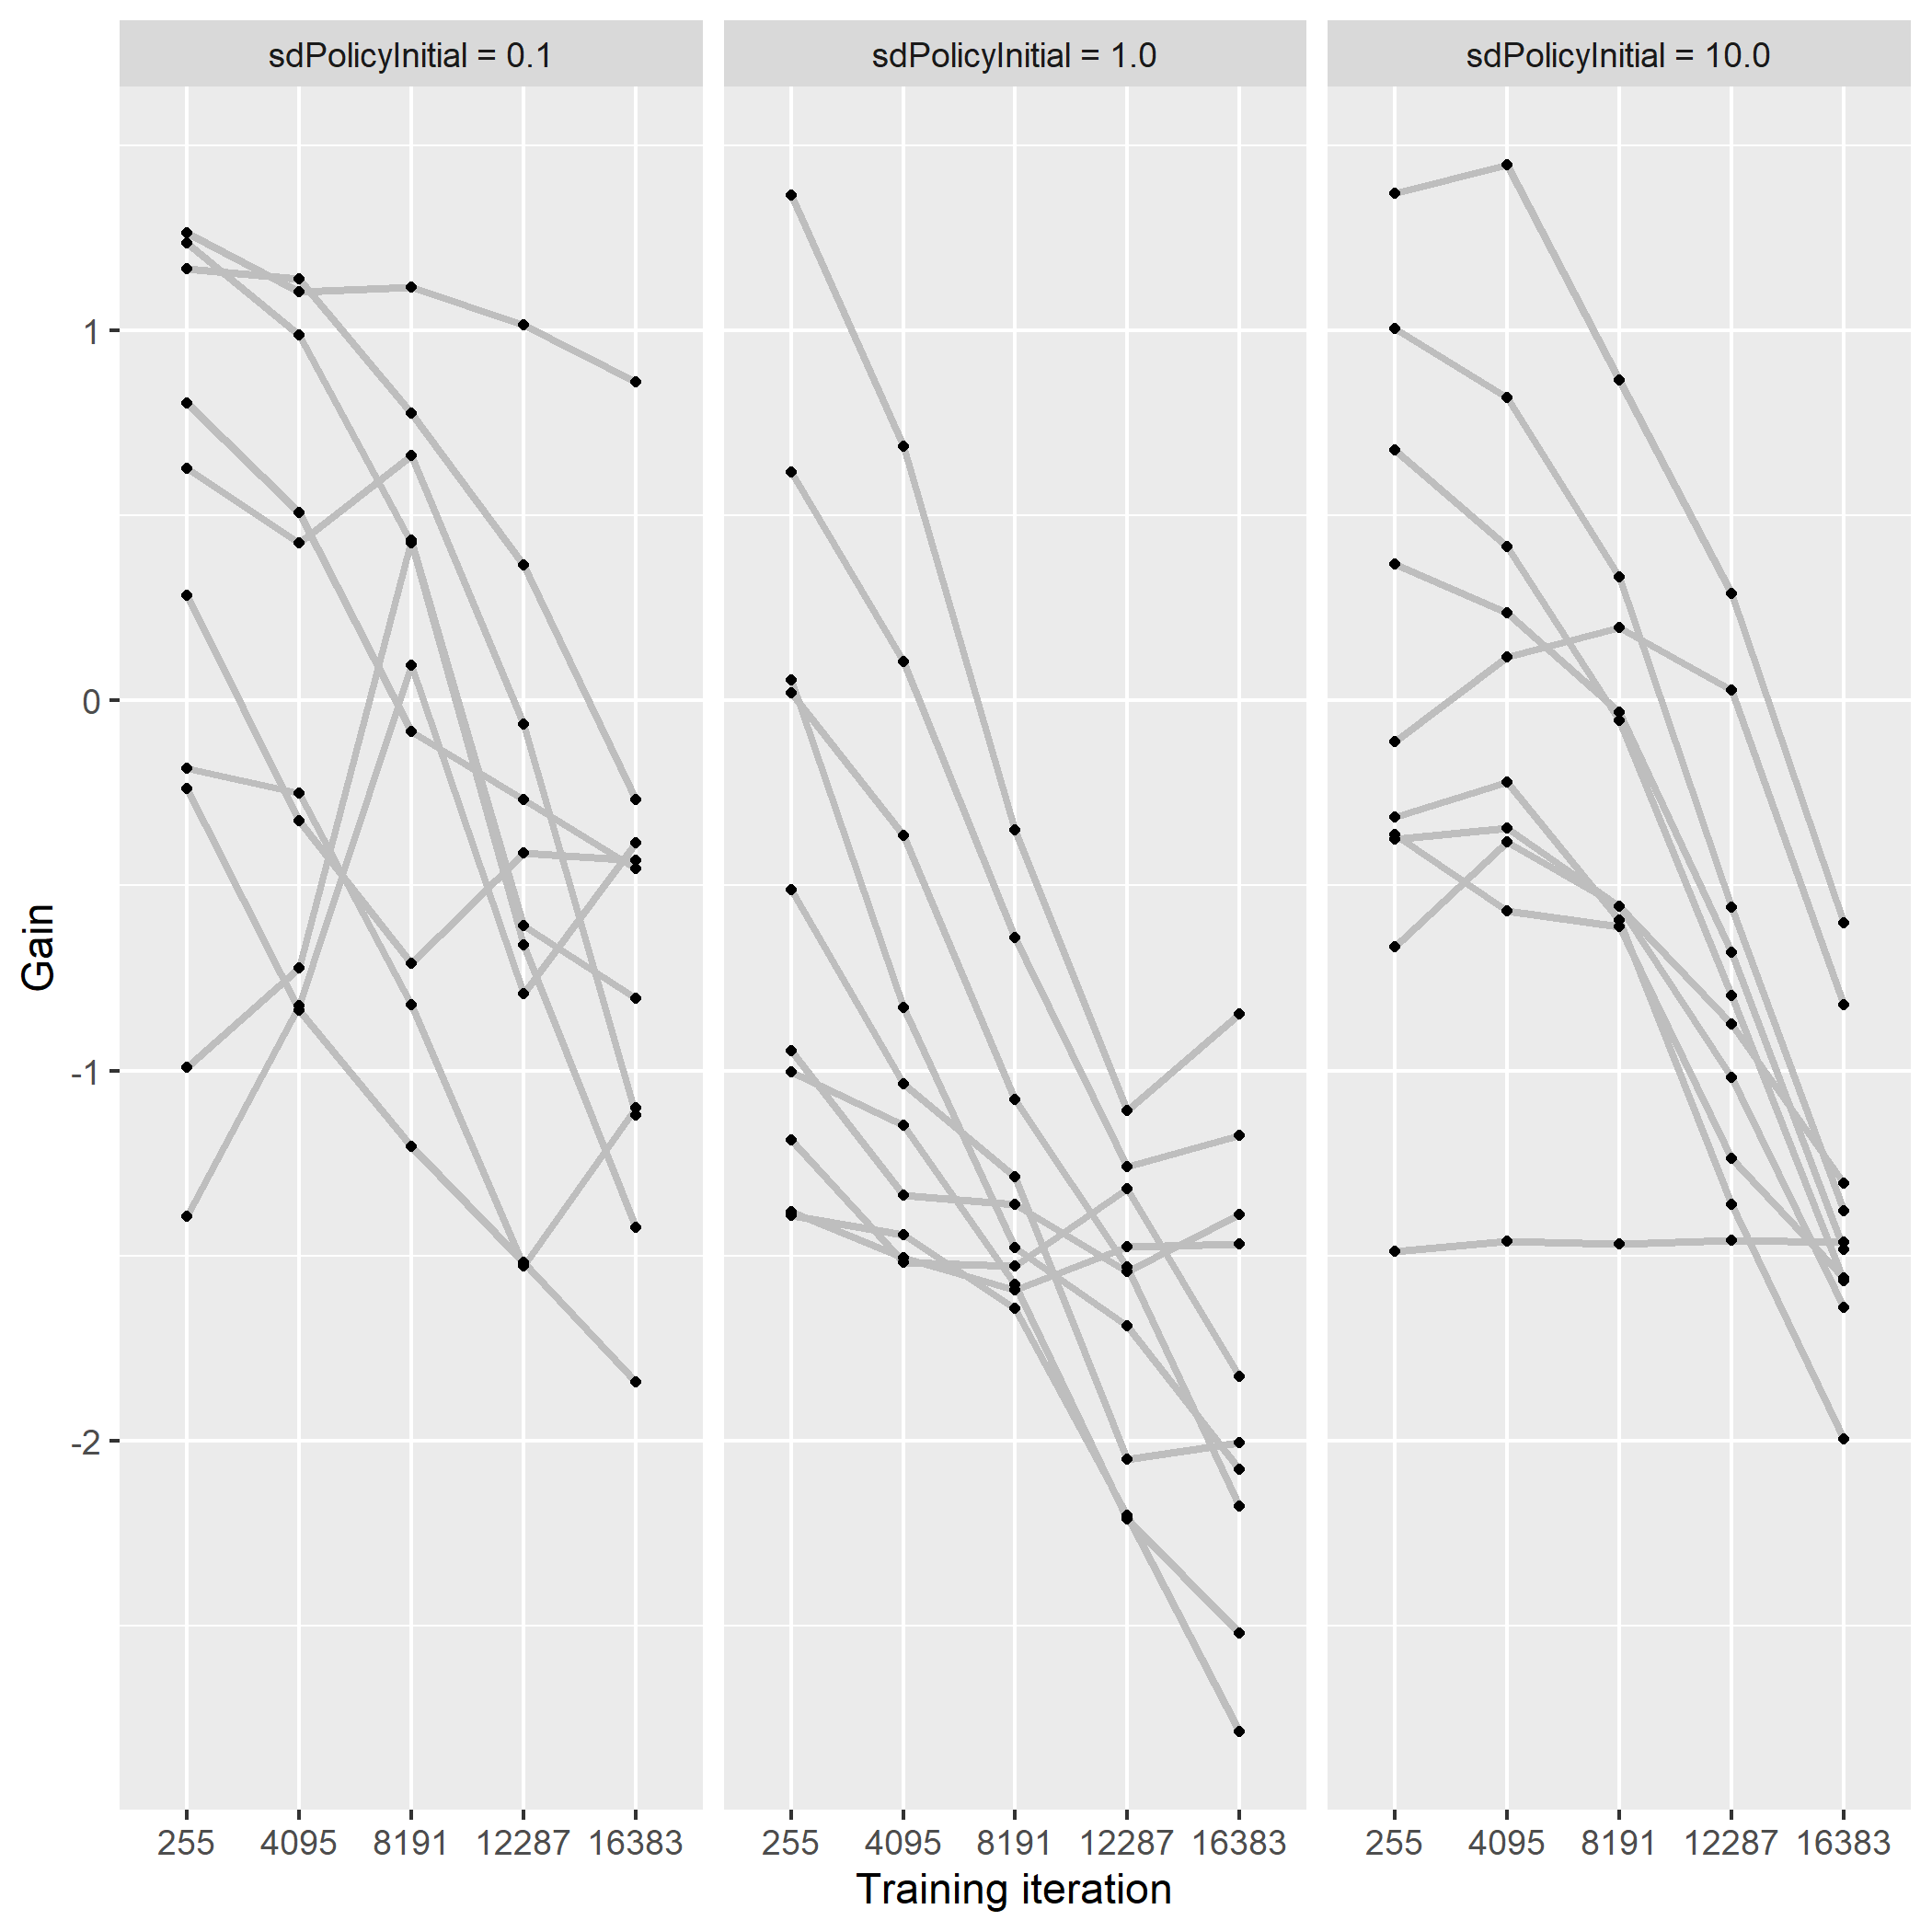 sdPolicyInitial = 0.1
sdPolicyInitial = 1.0
sdPolicyInitial = 10.0
1
0
-1
-2
Gain
255 4095 8191 12287 16383
255 4095 8191 12287 16383
255 4095 8191 12287 16383
Training iteration